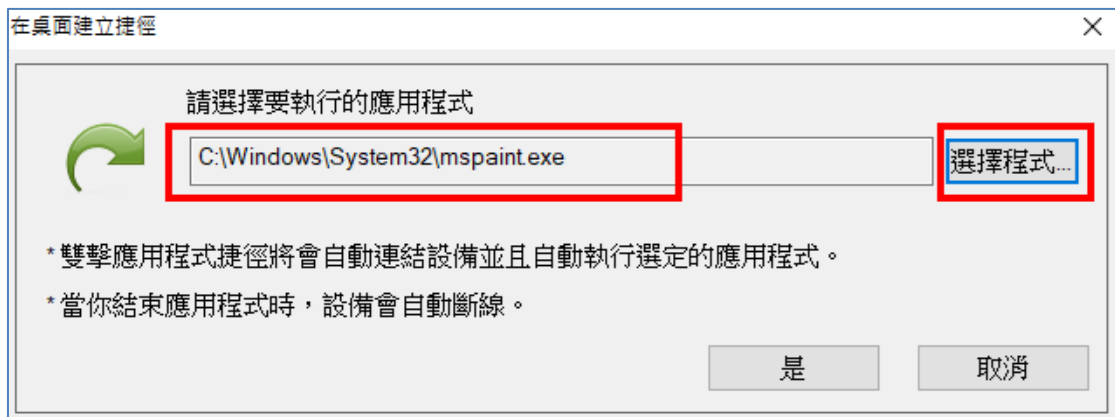 在桌面建立捷徑
請選擇要執行的應用程式
C:\Windows\System32\mspaint.exe
選擇程式...
*雙擊應用程式捷徑將會自動連結設備並且自動執行選定的應用程式。
*當你結束應用程式時，設備會自動斷線。
是
取消